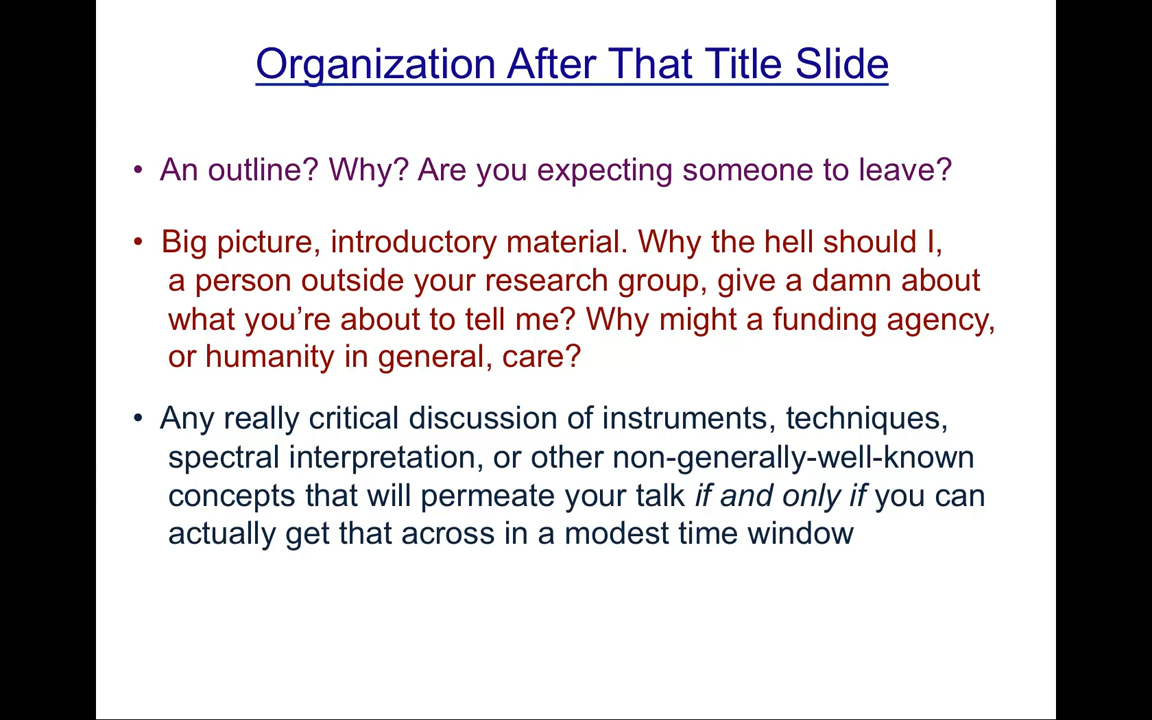 Organization After That Title Slide
• An outline? Why? Are you expecting someone to leave?
• Big picture, introductory material. Why the hell should I,
a person outside your research group, give a damn about
what you’re about to tell me? Why might a funding agency,
or humanity in general, care?
• Any really critical discussion of instruments, techniques,
spectral interpretation, or other non-generally-well-known
concepts that will permeate your talk if and only if you can
actually get that across in a modest time window